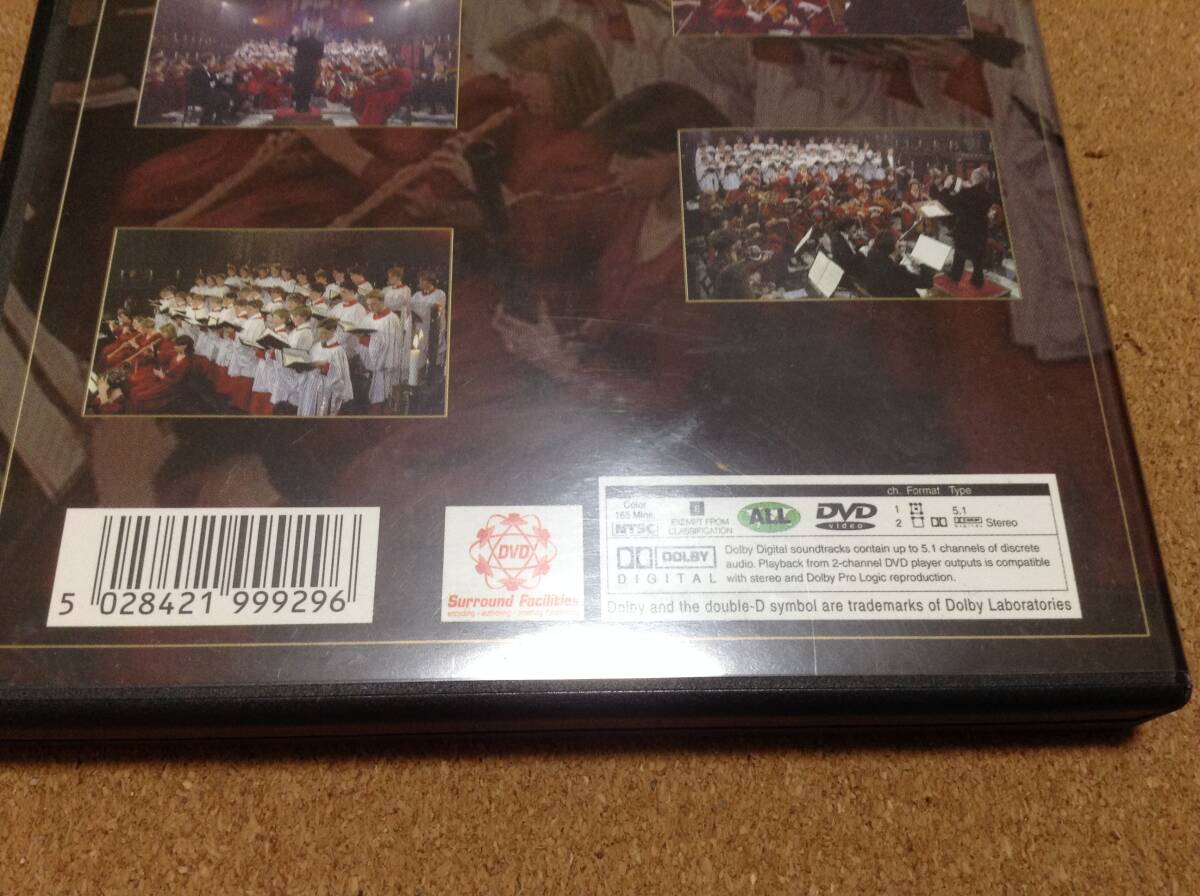 5 028421 999296
DVD
Surround Facilities
Color
165 Mins.
NTSC
E
EXEMPT FROM
CLASSIFICATION
ALL
DVD
video
ch. Format Type
1 5.1
2 Stereo
DOLBY
DIGITAL
Dolby Digital soundtracks contain up to 5.1 channels of discrete
audio. Playback from 2-channel DVD player outputs is compatible
with stereo and Dolby Pro Logic reproduction.
Dolby and the double-D symbol are trademarks of Dolby Laboratories